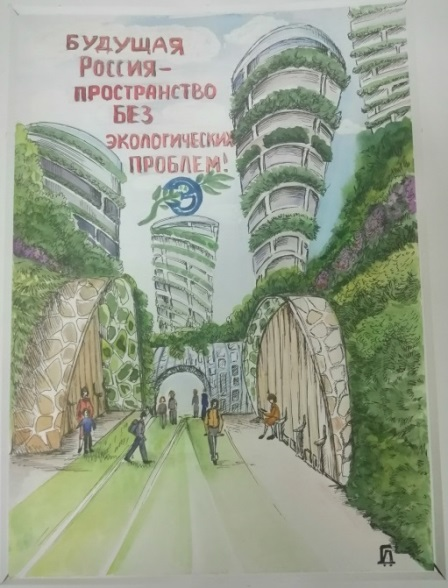 БУДУЩАЯ
РОССИЯ-
ПРОСТРАНСТВО
БЕЗ
ЭКОЛОГИЧЕСКИХ
ПРОБЛЕМ!